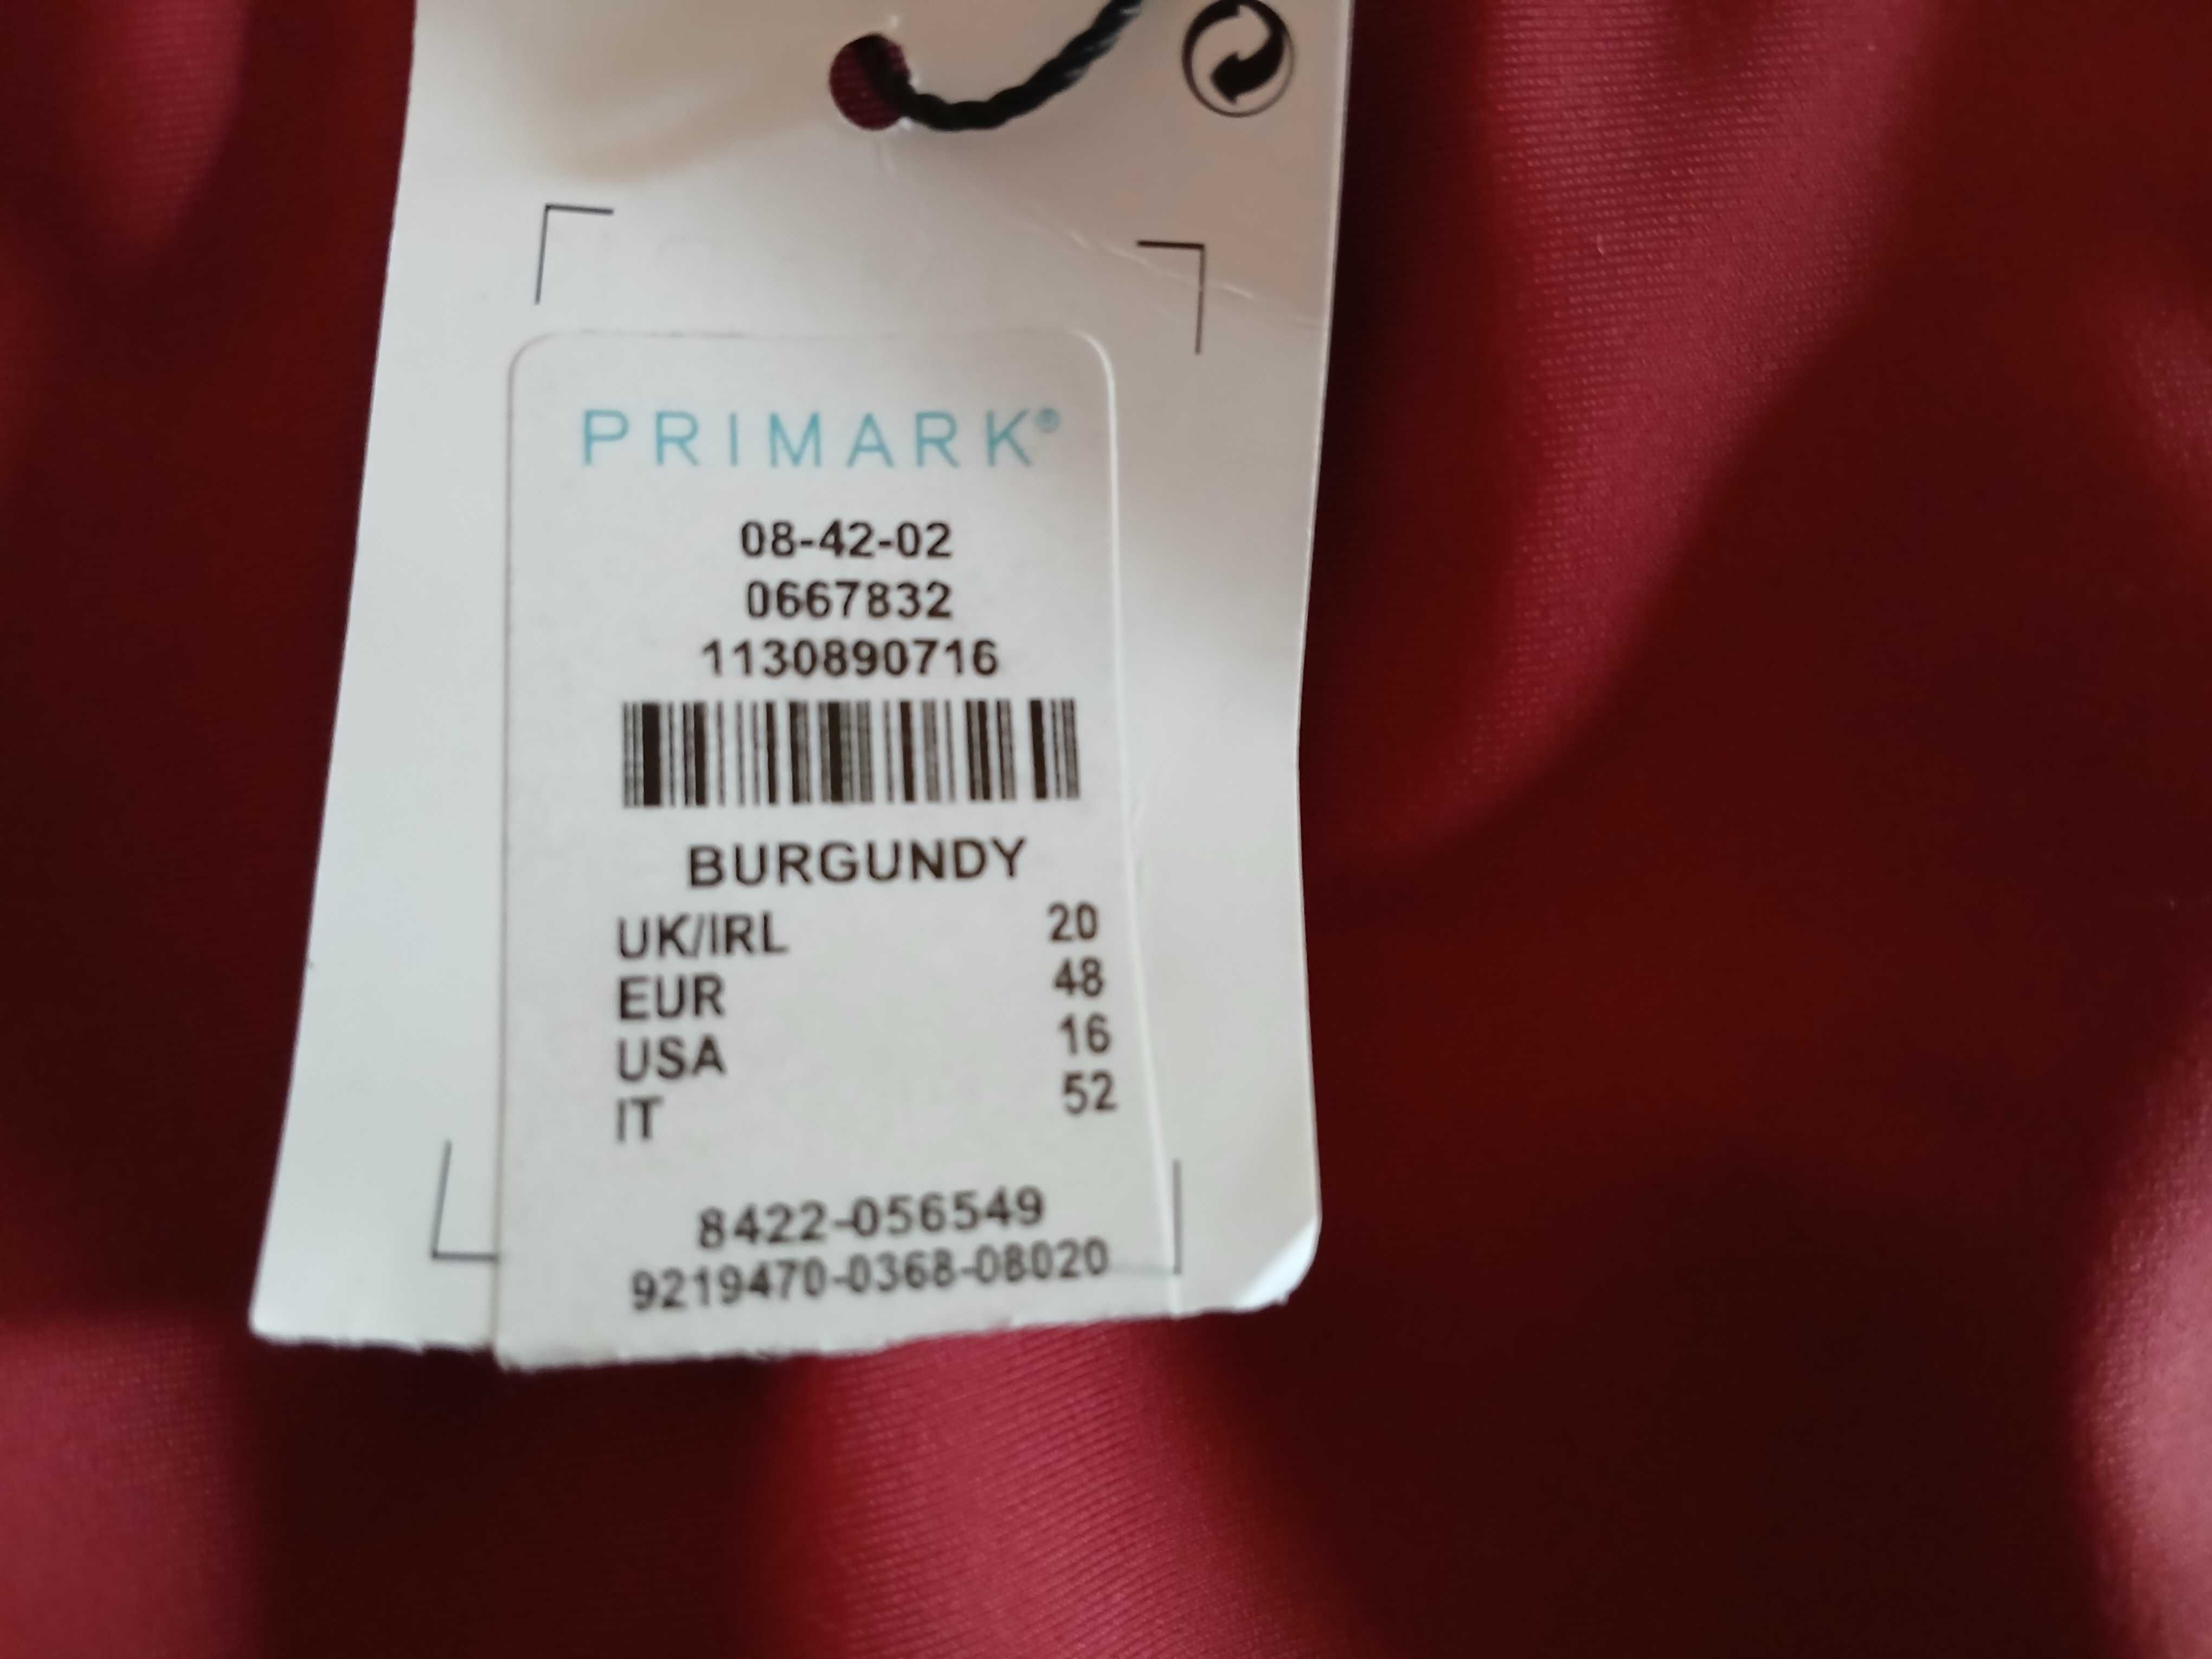 PRIMARK®
08-42-02
0667832
1130890716
BURGUNDY
UK/IRL 20
EUR 48
USA 16
IT 52
8422-056549
9219470-0368-08020